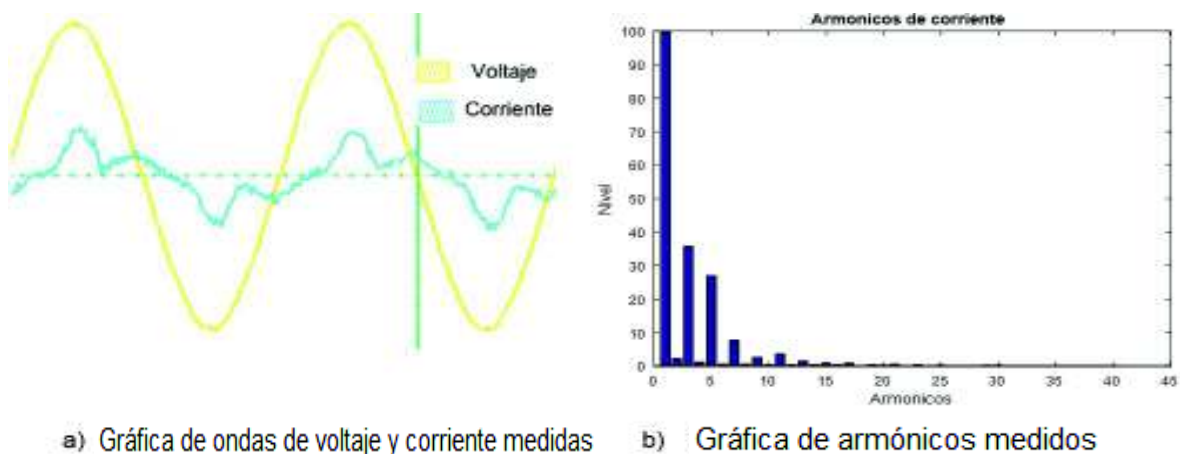 Voltaje
Corriente
Armonicos de corriente
Nivel
100
90
80
70
60
50
40
30
20
10
0
0 5 10 15 20 25 30 35 40 45
Armonicos
a) Gráfica de ondas de voltaje y corriente medidas
b) Gráfica de armónicos medidos